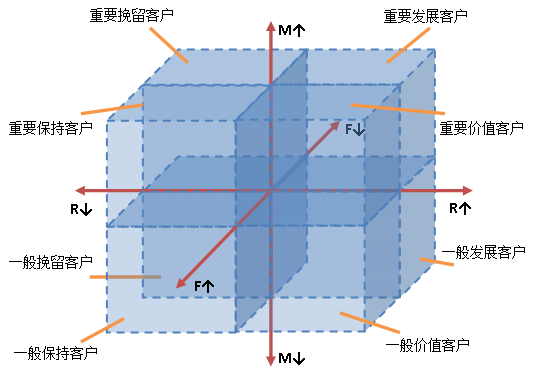 重要挽留客户
重要发展客户
M↑
重要保持客户
F↓
重要价值客户
R↓
R↑
一般挽留客户
一般发展客户
F↑
一般保持客户
M↓
一般价值客户